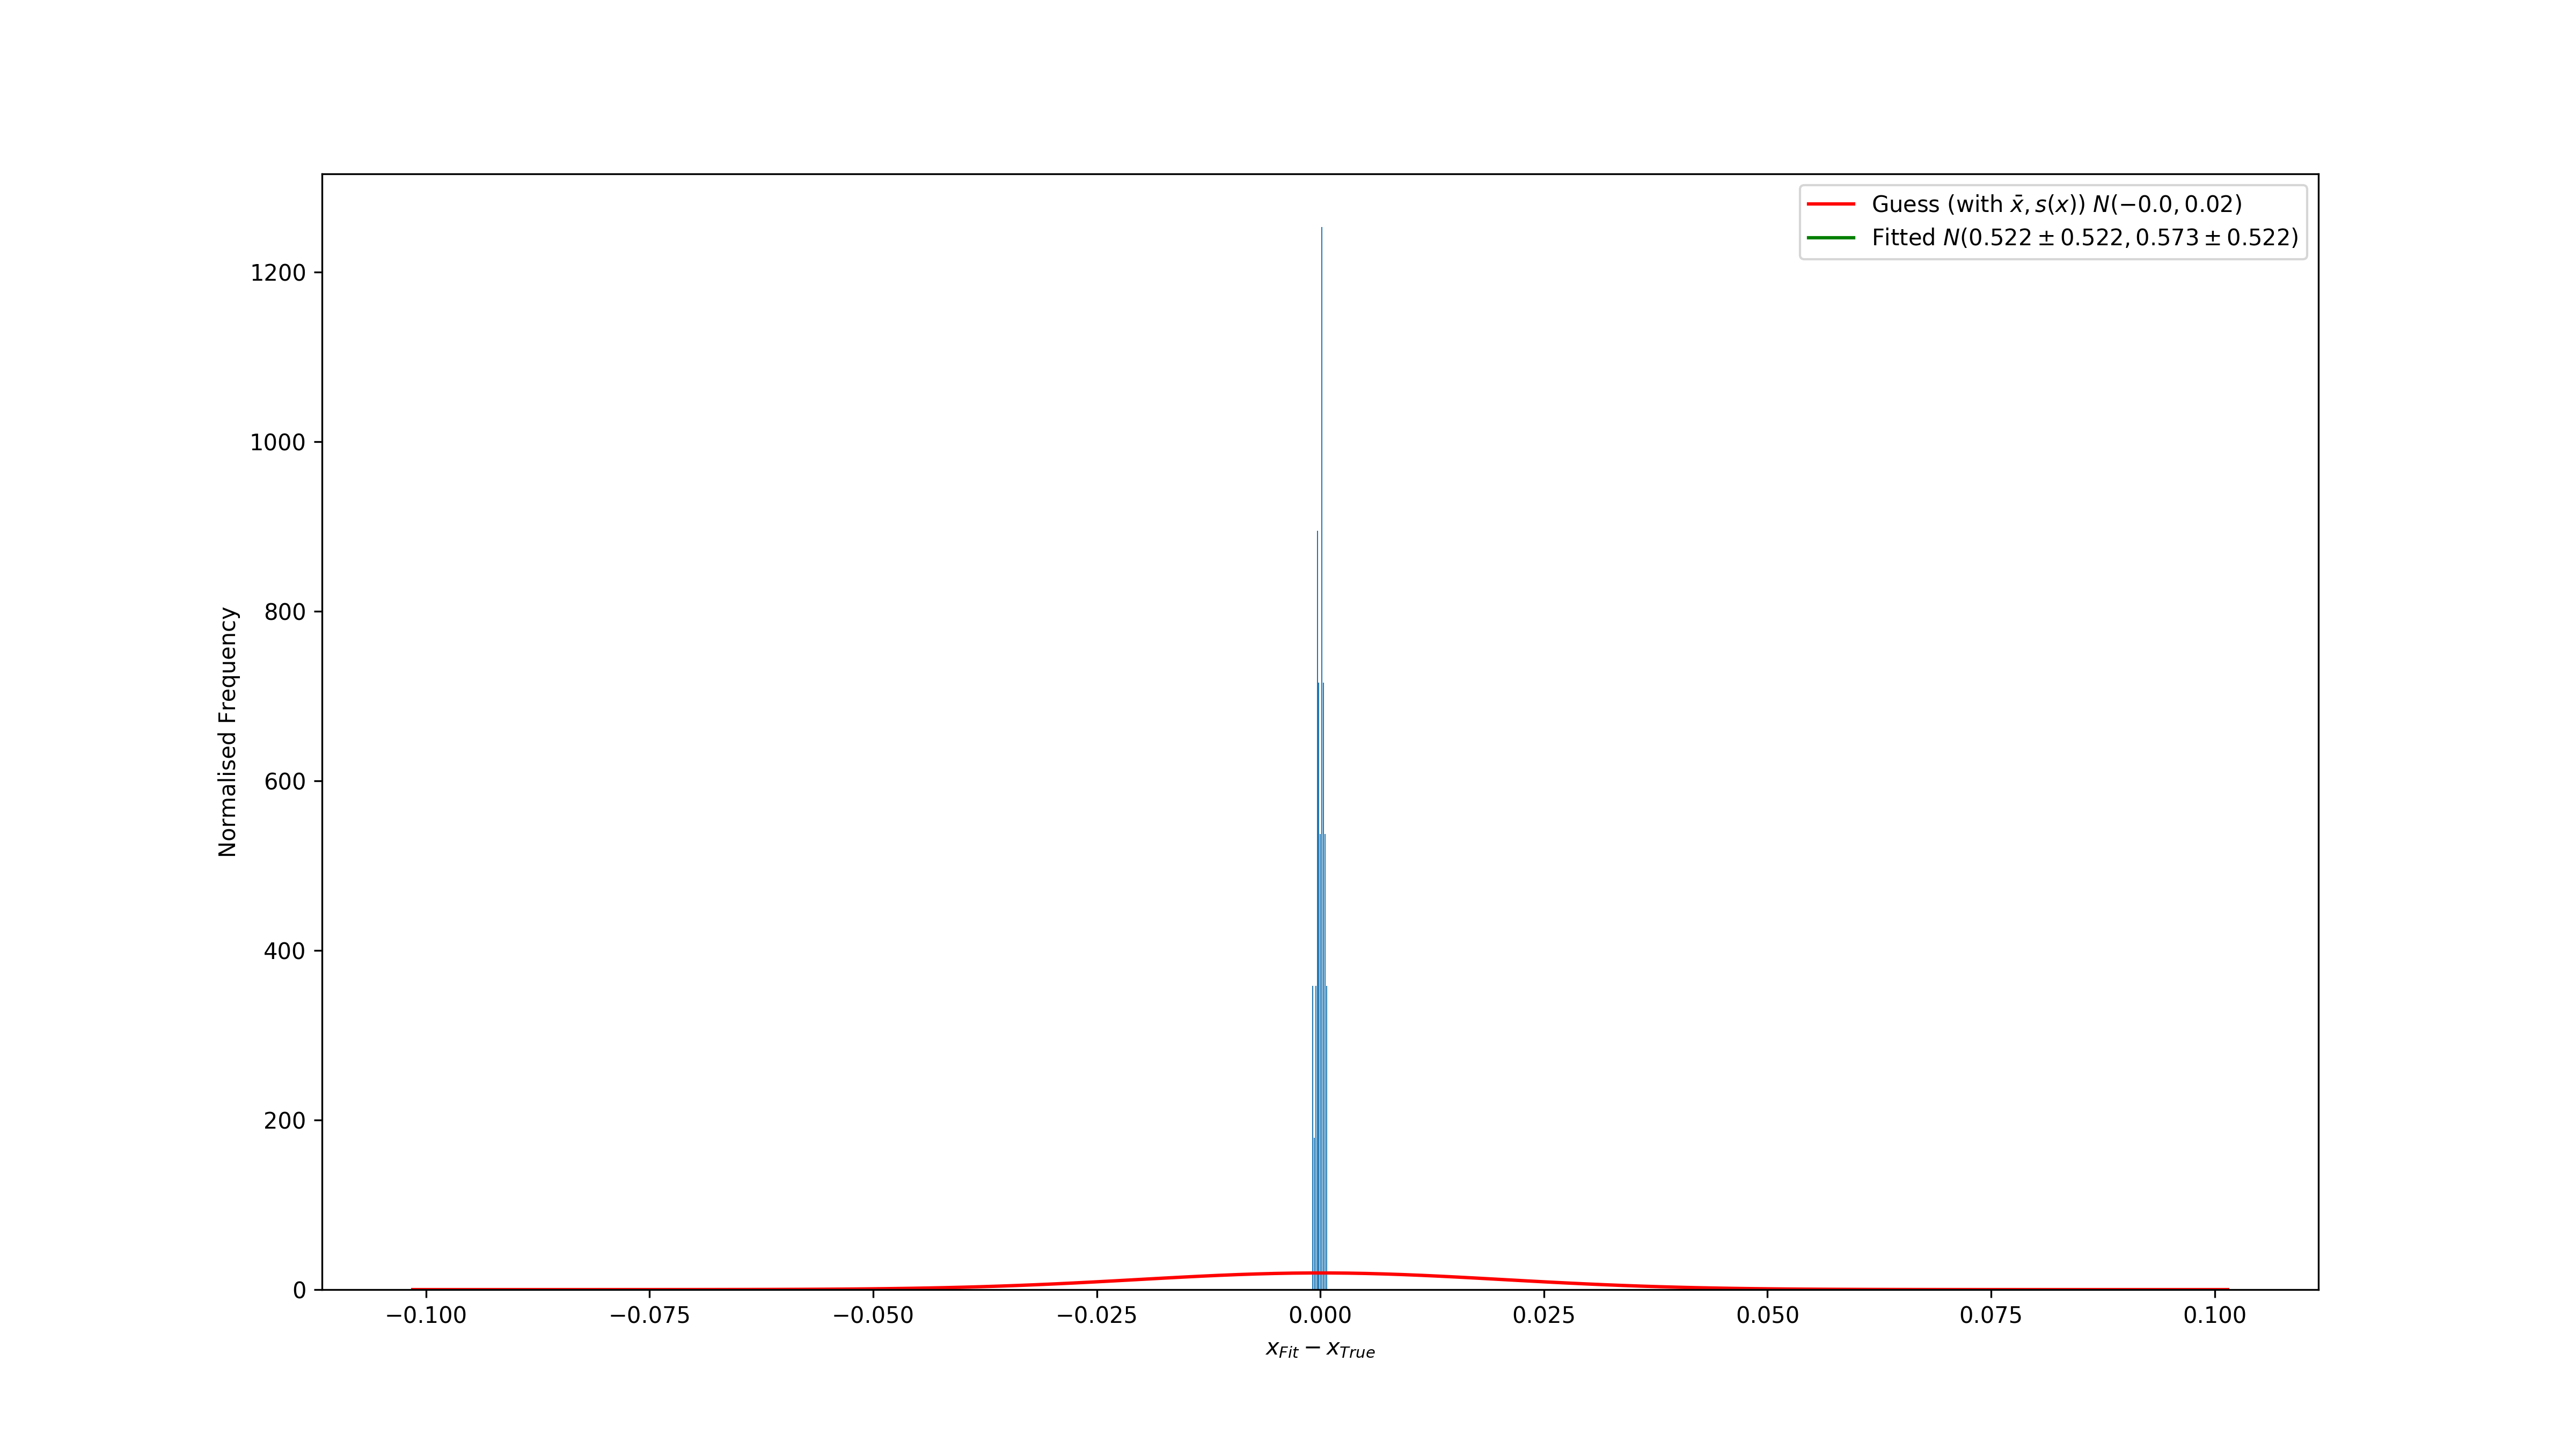 Guess (with x̄, s(x)) N(−0.0, 0.02)
Fitted N(0.522 ± 0.522, 0.573 ± 0.522)
1200
1000
800
600
400
200
0
Normalised Frequency
−0.100 −0.075 −0.050 −0.025 0.000 0.025 0.050 0.075 0.100
x_Fit − x_True